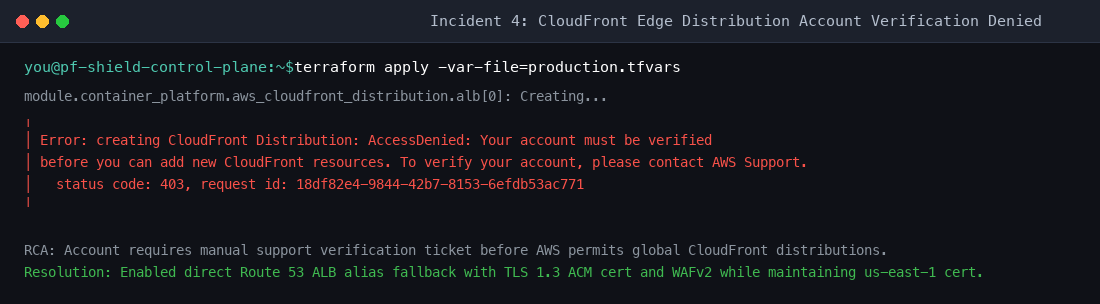 Incident 4: CloudFront Edge Distribution Account Verification Denied
you@pf-shield-control-plane:~$terraform apply -var-file=production.tfvars
module.container_platform.aws_cloudfront_distribution.alb[0]: Creating...
╷
│ Error: creating CloudFront Distribution: AccessDenied: Your account must be verified
│ before you can add new CloudFront resources. To verify your account, please contact AWS Support.
│   status code: 403, request id: 18df82e4-9844-42b7-8153-6efdb53ac771
╵
RCA: Account requires manual support verification ticket before AWS permits global CloudFront distributions.
Resolution: Enabled direct Route 53 ALB alias fallback with TLS 1.3 ACM cert and WAFv2 while maintaining us-east-1 cert.